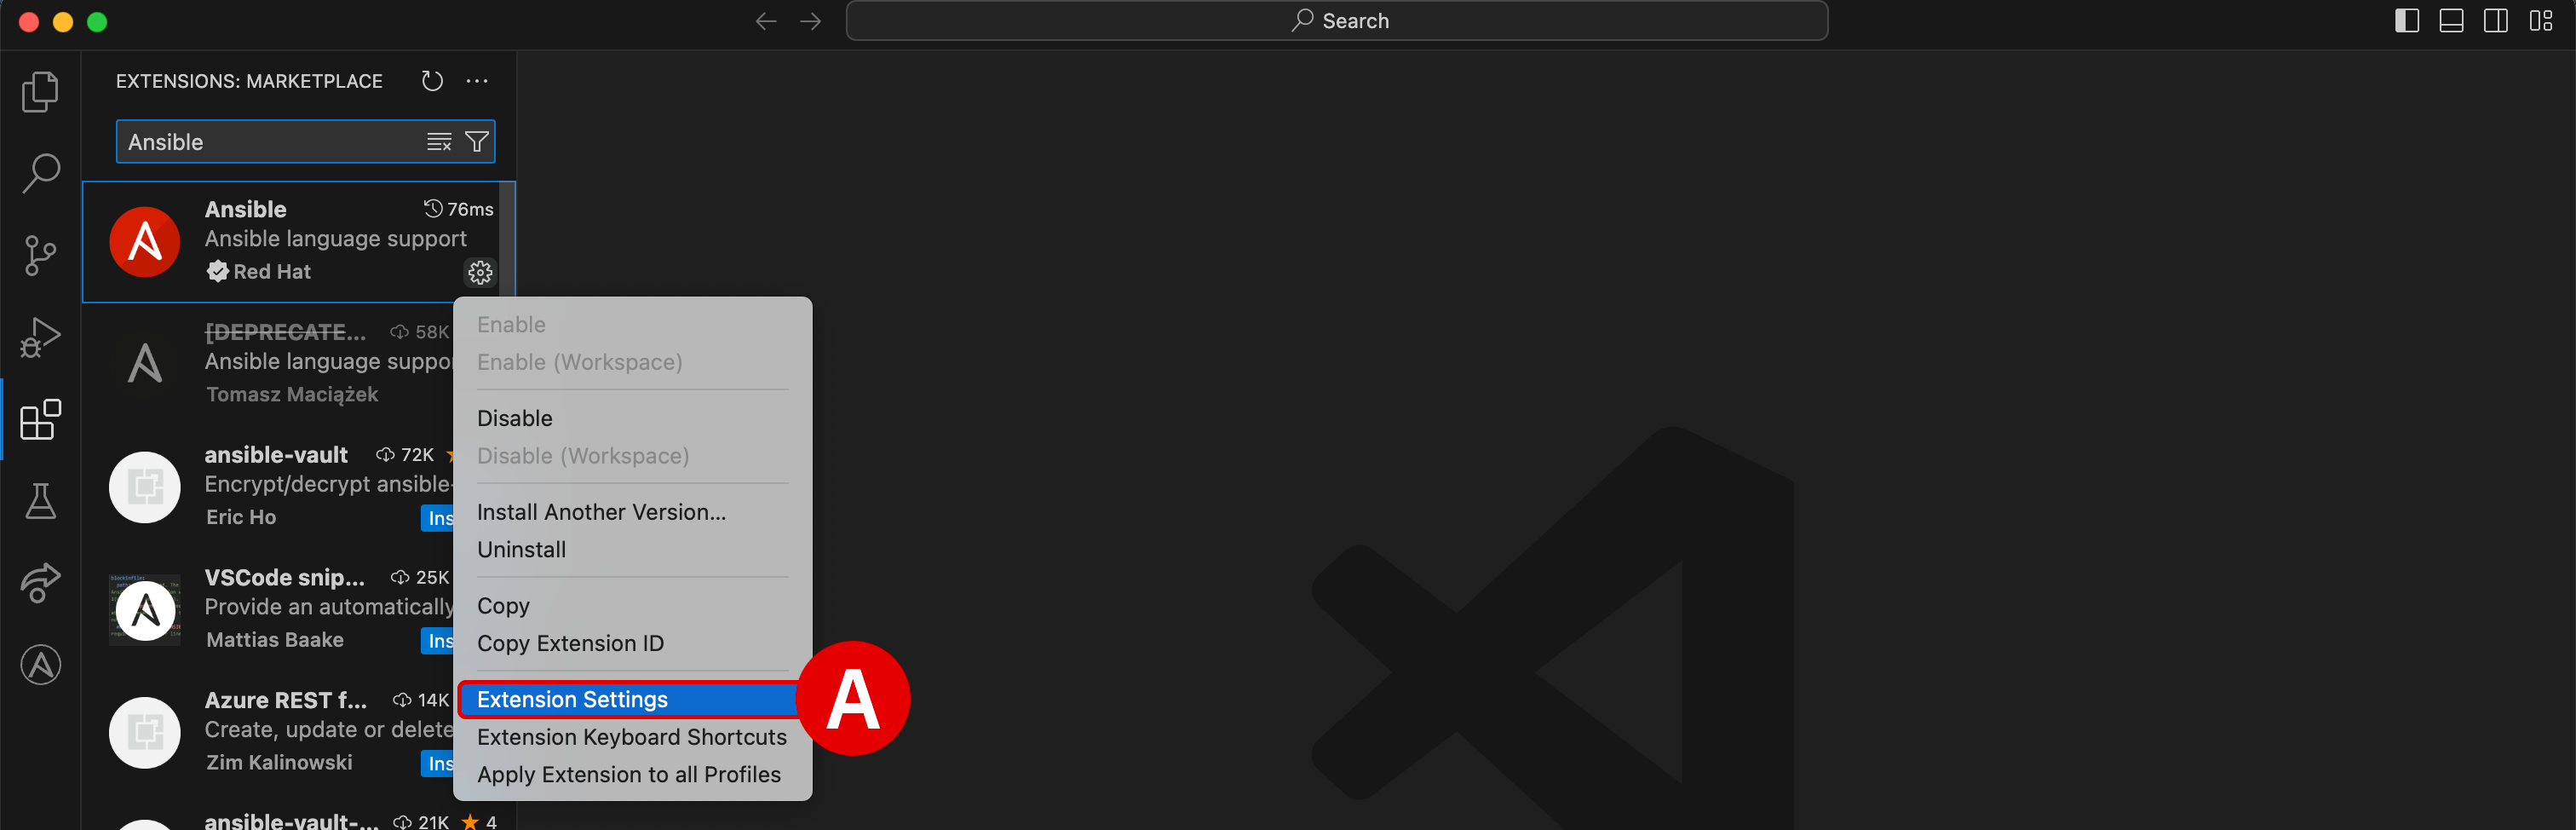 Search
EXTENSIONS: MARKETPLACE
Ansible
Ansible 76ms
Ansible language support
Red Hat
[DEPRECATE... 58K
Ansible language suppo
Tomasz Maciążek
ansible-vault 72K
Encrypt/decrypt ansible-
Eric Ho Ins
VSCode snip... 25K
Provide an automatically
Mattias Baake Ins
Azure REST f... 14K
Create, update or delete
Zim Kalinowski Ins
ansible-vault-... 21K 4
Enable
Enable (Workspace)
Disable
Disable (Workspace)
Install Another Version...
Uninstall
Copy
Copy Extension ID
Extension Settings
A
Extension Keyboard Shortcuts
Apply Extension to all Profiles